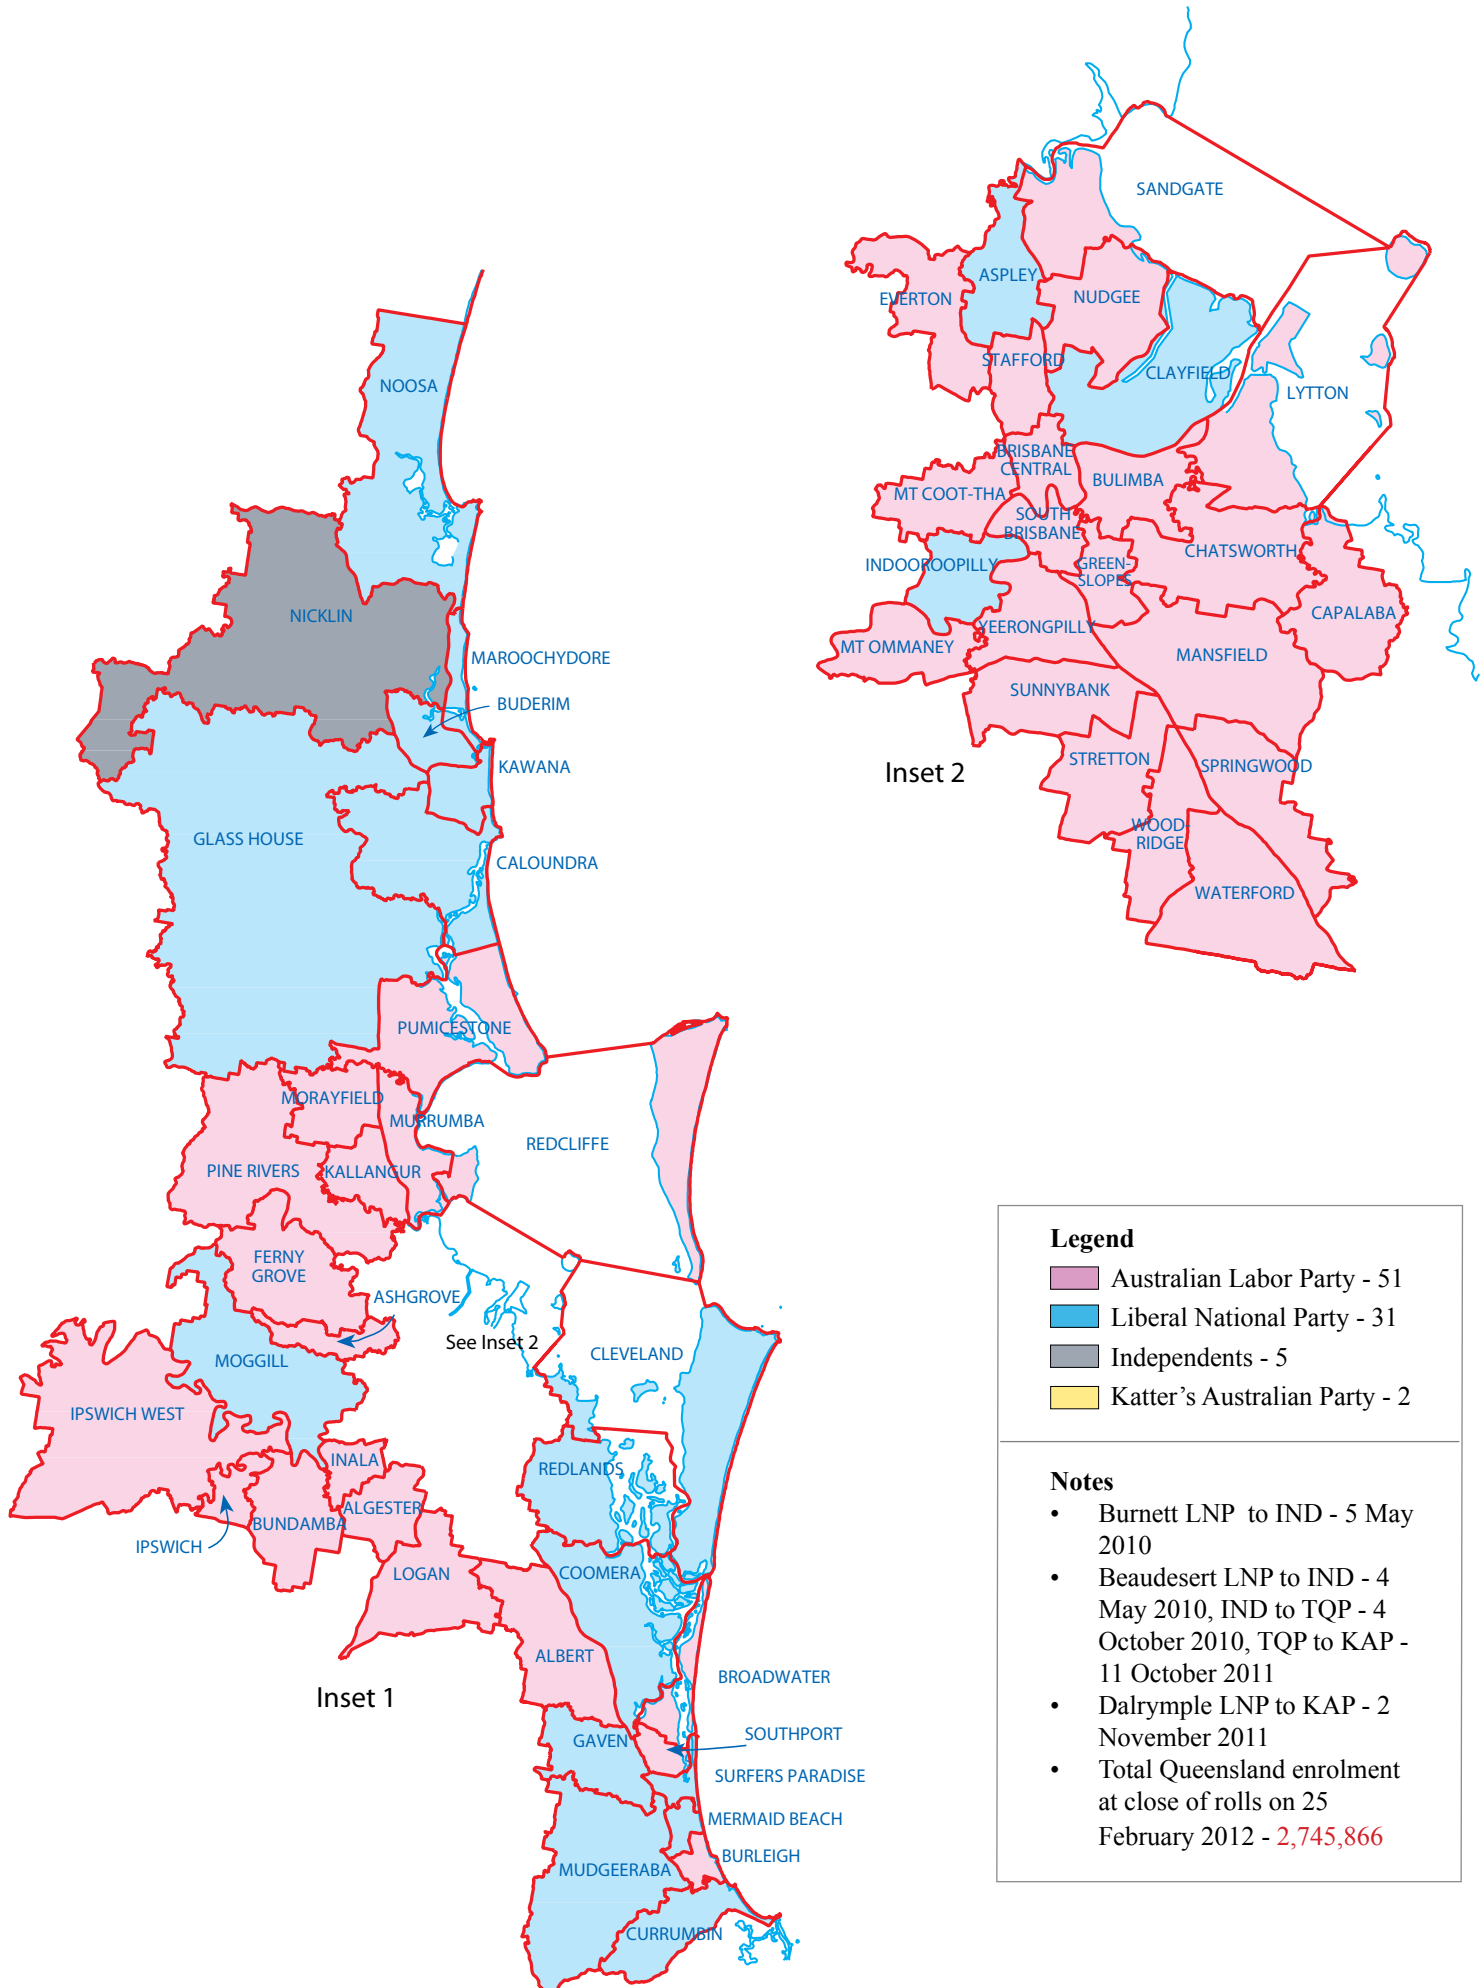 SANDGATE
ASPLEY
EVERTON
NUDGEE
STAFFORD
CLAYFIELD
LYTTON
BRISBANE
CENTRAL
BULIMBA
MT COOT-THA
SOUTH
BRISBANE
CHATSWORTH
INDOOROOPILLY
GREEN-
SLOPES
CAPALABA
YEERONGPILLY
MT OMMANEY
MANSFIELD
SUNNYBANK
STRETTON
SPRINGWOOD
WOOD-
RIDGE
WATERFORD
Inset 2
NOOSA
NICKLIN
MAROOCHYDORE
BUDERIM
KAWANA
GLASS HOUSE
CALOUNDRA
PUMICESTONE
MORAYFIELD
MURRUMBA
REDCLIFFE
PINE RIVERS
KALLANGUR
FERNY
GROVE
ASHGROVE
See Inset 2
CLEVELAND
MOGGILL
IPSWICH WEST
INALA
REDLANDS
ALGESTER
BUNDAMBA
IPSWICH
LOGAN
COOMERA
ALBERT
BROADWATER
Inset 1
SOUTHPORT
GAVEN
SURFERS PARADISE
MERMAID BEACH
BURLEIGH
MUDGEERABA
CURRUMBIN
Legend
Australian Labor Party - 51
Liberal National Party - 31
Independents - 5
Katter's Australian Party - 2
Notes
• Burnett LNP to IND - 5 May
2010
• Beaudesert LNP to IND - 4
May 2010, IND to TQP - 4
October 2010, TQP to KAP -
11 October 2011
• Dalrymple LNP to KAP - 2
November 2011
• Total Queensland enrolment
at close of rolls on 25
February 2012 - 2,745,866